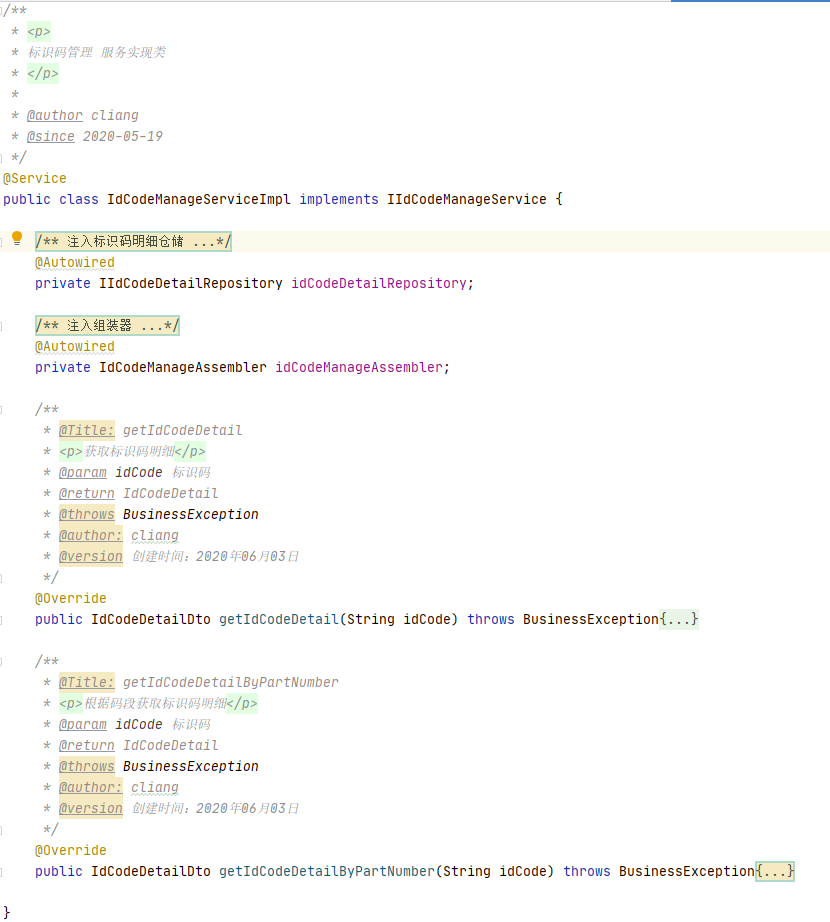 /**
 * <p>
 * 标识码管理 服务实现类
 * </p>
 *
 * @author cliang
 * @since 2020-05-19
 */
@Service
public class IdCodeManageServiceImpl implements IIdCodeManageService {
/** 注入标识码明细仓储 ...*/
@Autowired
private IIdCodeDetailRepository idCodeDetailRepository;
/** 注入组装器 ...*/
@Autowired
private IdCodeManageAssembler idCodeManageAssembler;
/**
 * @Title: getIdCodeDetail
 * <p>获取标识码明细</p>
 * @param idCode 标识码
 * @return IdCodeDetail
 * @throws BusinessException
 * @author: cliang
 * @version 创建时间：2020年06月03日
 */
@Override
public IdCodeDetailDto getIdCodeDetail(String idCode) throws BusinessException{...}
/**
 * @Title: getIdCodeDetailByPartNumber
 * <p>根据码段获取标识码明细</p>
 * @param idCode 标识码
 * @return IdCodeDetail
 * @throws BusinessException
 * @author: cliang
 * @version 创建时间：2020年06月03日
 */
@Override
public IdCodeDetailDto getIdCodeDetailByPartNumber(String idCode) throws BusinessException{...}
}